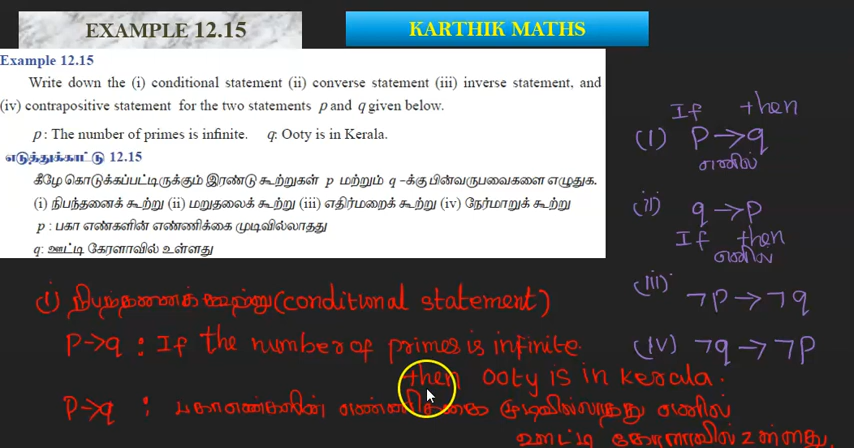 EXAMPLE 12.15
KARTHIK MATHS
Example 12.15
Write down the (i) conditional statement (ii) converse statement (iii) inverse statement, and
(iv) contrapositive statement for the two statements p and q given below.
p : The number of primes is infinite. q: Ooty is in Kerala.
எடுத்துக்காட்டு 12.15
கீழே கொடுக்கப்பட்டிருக்கும் இரண்டு கூற்றுகள் p மற்றும் q -க்கு பின்வருபவைகளை எழுதுக.
(i) நிபந்தனைக் கூற்று (ii) மறுதலைக் கூற்று (iii) எதிர்மறைக் கூற்று (iv) நேர்மாறுக் கூற்று
p : பகா எண்களின் எண்ணிக்கை முடிவில்லாதது
q: ஊட்டி கேரளாவில் உள்ளது
If then
(i) P → q
எனில்
(ii) q → P
If then
எனில்
(iii) ¬P → ¬q
(iv) ¬q → ¬P
(i) நிபந்தனைக்கூற்று (conditional statement)
P→q : If the number of primes is infinite.
then Ooty is in Kerala.
P→q : பகாஎண்களின் எண்ணிக்கை முடிவில்லாதது எனில்
ஊட்டி கேரளாவில் உள்ளது.